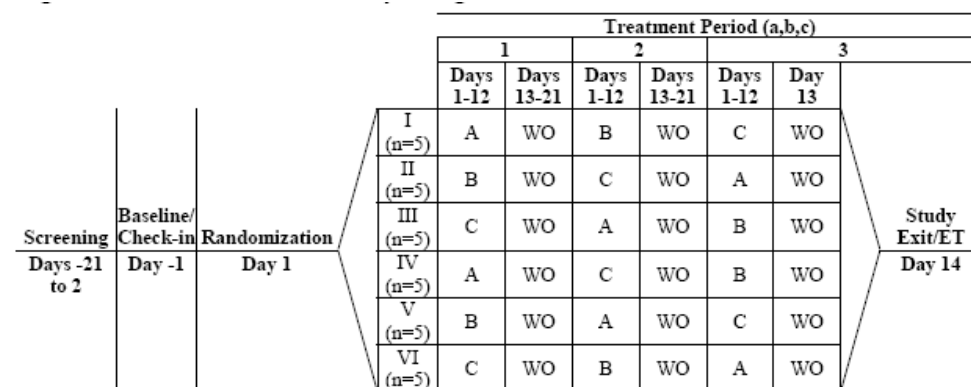 Treatment Period (a,b,c)
1 2 3
Days 1-12 Days 13-21 Days 1-12 Days 13-21 Days 1-12 Day 13
I (n=5) A WO B WO C WO
II (n=5) B WO C WO A WO
III (n=5) C WO A WO B WO
IV (n=5) A WO C WO B WO
V (n=5) B WO A WO C WO
VI (n=5) C WO B WO A WO
Screening Baseline/ Check-in Randomization
Days -21 to 2 Day -1 Day 1
Study Exit/ET
Day 14